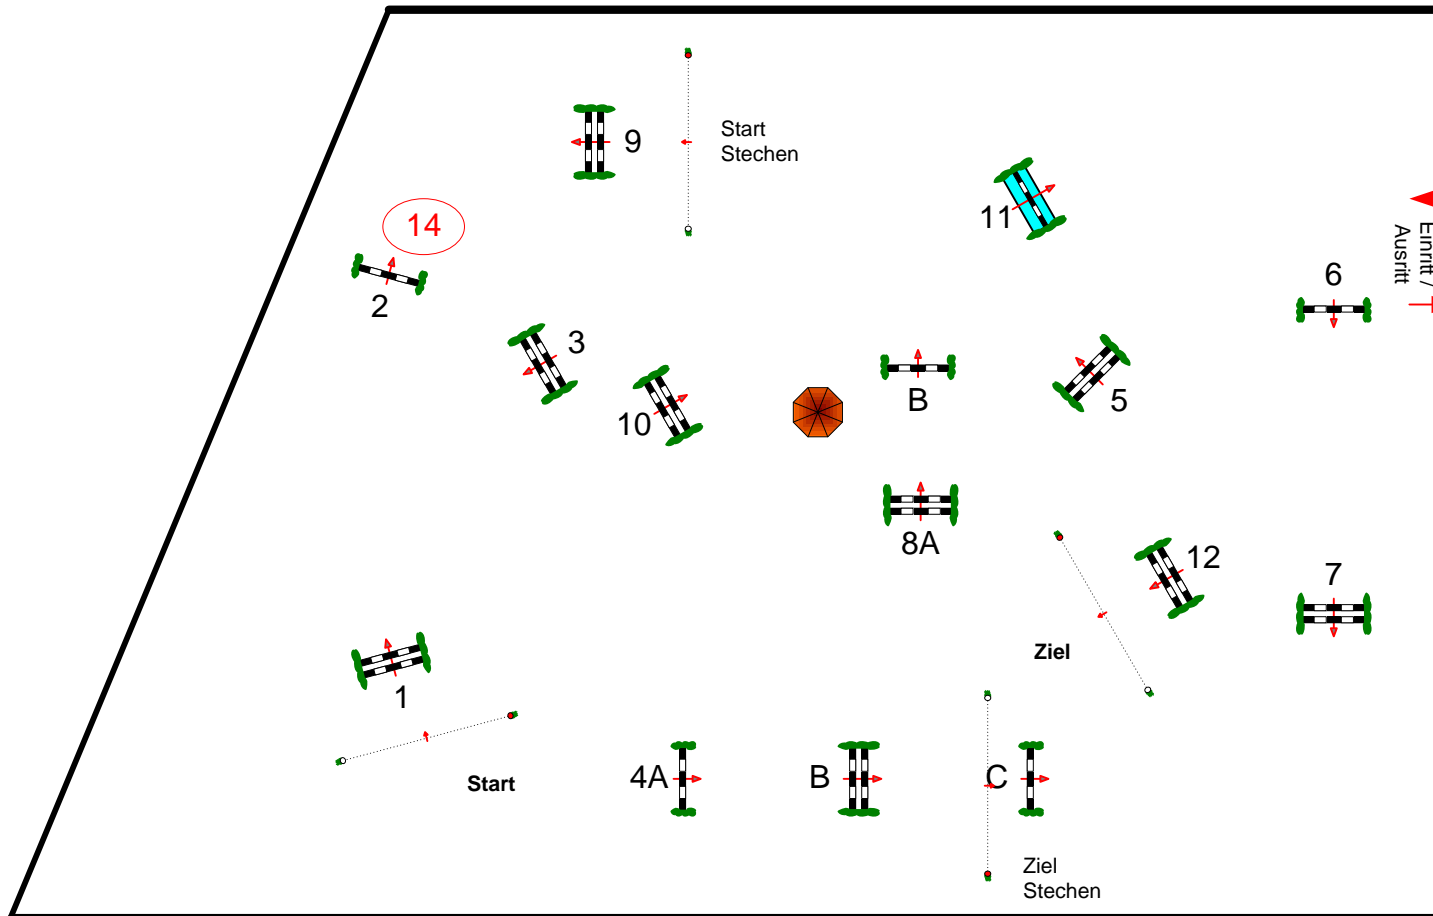 9
Start
Stechen
11
14
Einritt /
Ausritt
2
6
3
B
5
10
8A
12
7
Ziel
1
Start
4A
B
C
Ziel
Stechen